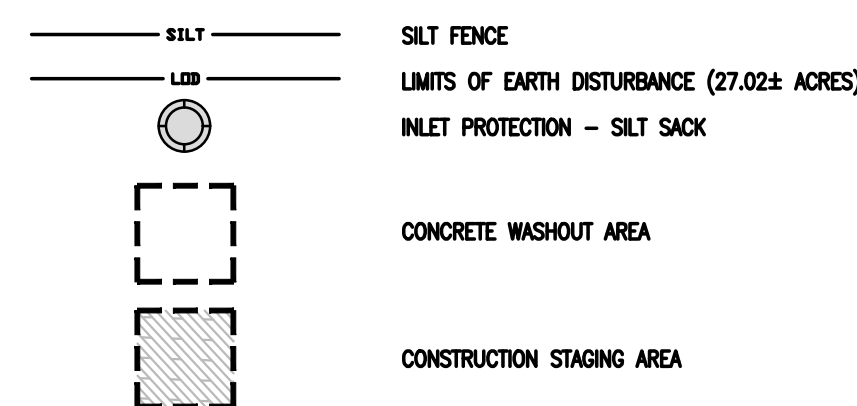 SILT SILT FENCE
LOD LIMITS OF EARTH DISTURBANCE (27.02± ACRES)
INLET PROTECTION – SILT SACK
CONCRETE WASHOUT AREA
CONSTRUCTION STAGING AREA